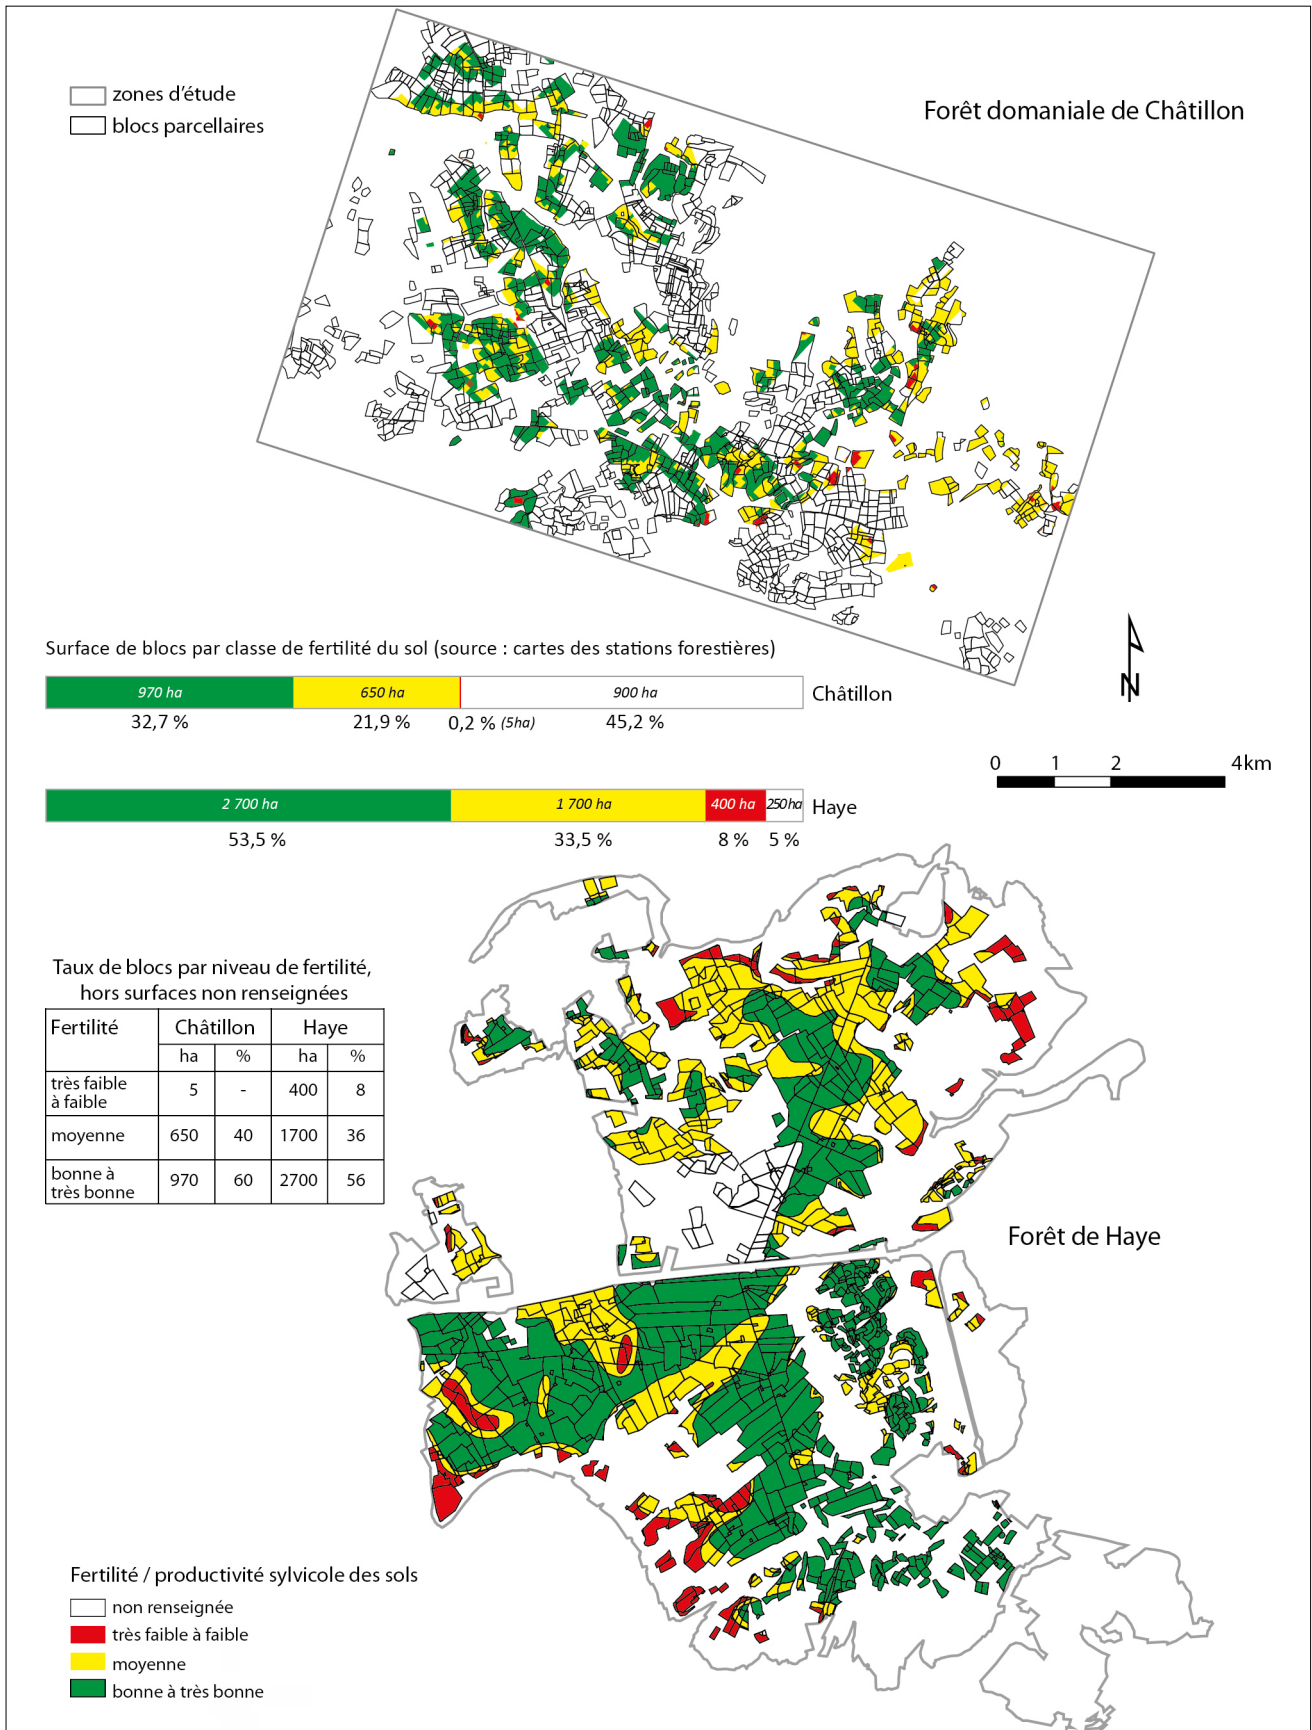 zones d'étude
blocs parcellaires
Forêt domaniale de Châtillon
Surface de blocs par classe de fertilité du sol (source : cartes des stations forestières)
970 ha 650 ha 900 ha Châtillon
32,7 % 21,9 % 0,2 % (5ha) 45,2 %
N
0 1 2 4km
2 700 ha 1 700 ha 400 ha 250ha Haye
53,5 % 33,5 % 8 % 5 %
Taux de blocs par niveau de fertilité,
hors surfaces non renseignées
Fertilité Châtillon Haye
ha % ha %
très faible
à faible 5 - 400 8
moyenne 650 40 1700 36
bonne à
très bonne 970 60 2700 56
Forêt de Haye
Fertilité / productivité sylvicole des sols
non renseignée
très faible à faible
moyenne
bonne à très bonne